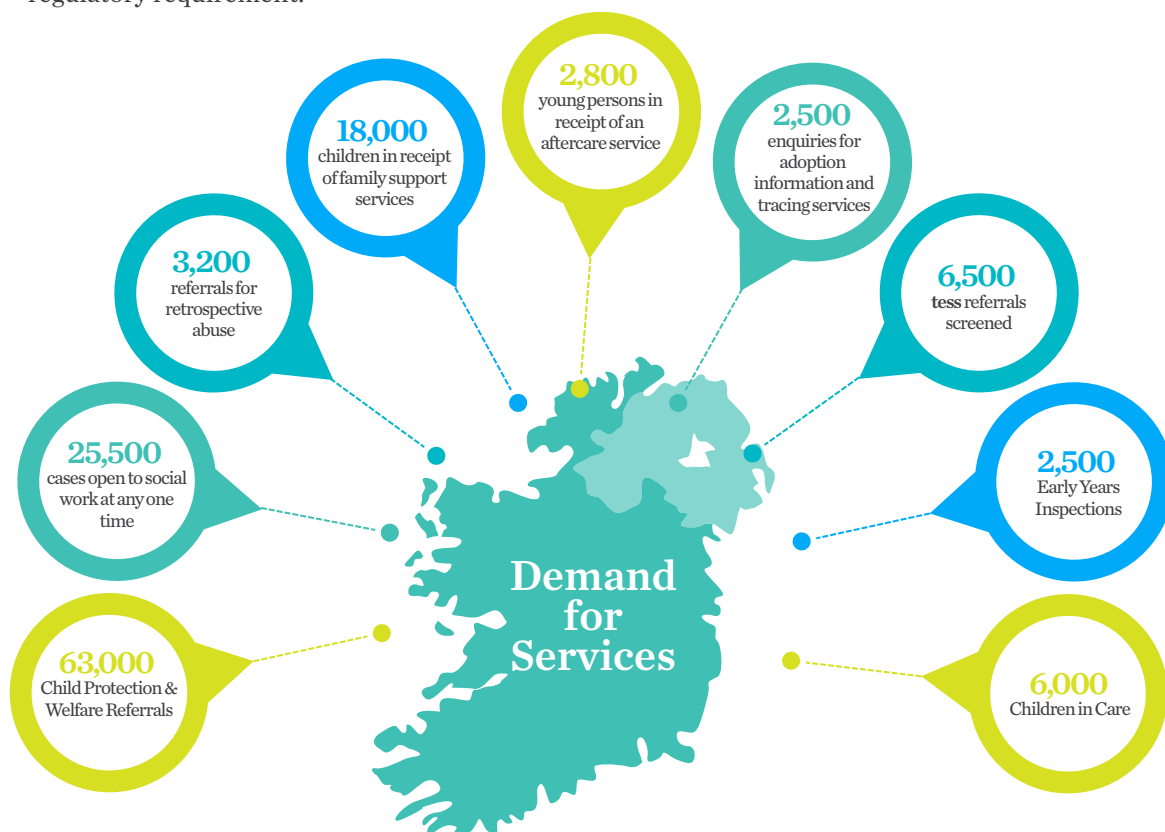 regulatory requirement.
2,800
young persons in
receipt of an
aftercare service
18,000
children in receipt
of family support
services
2,500
enquiries for
adoption
information and
tracing services
3,200
referrals for
retrospective
abuse
6,500
tess referrals
screened
25,500
cases open to social
work at any one
time
2,500
Early Years
Inspections
Demand
for
Services
63,000
Child Protection &
Welfare Referrals
6,000
Children in Care